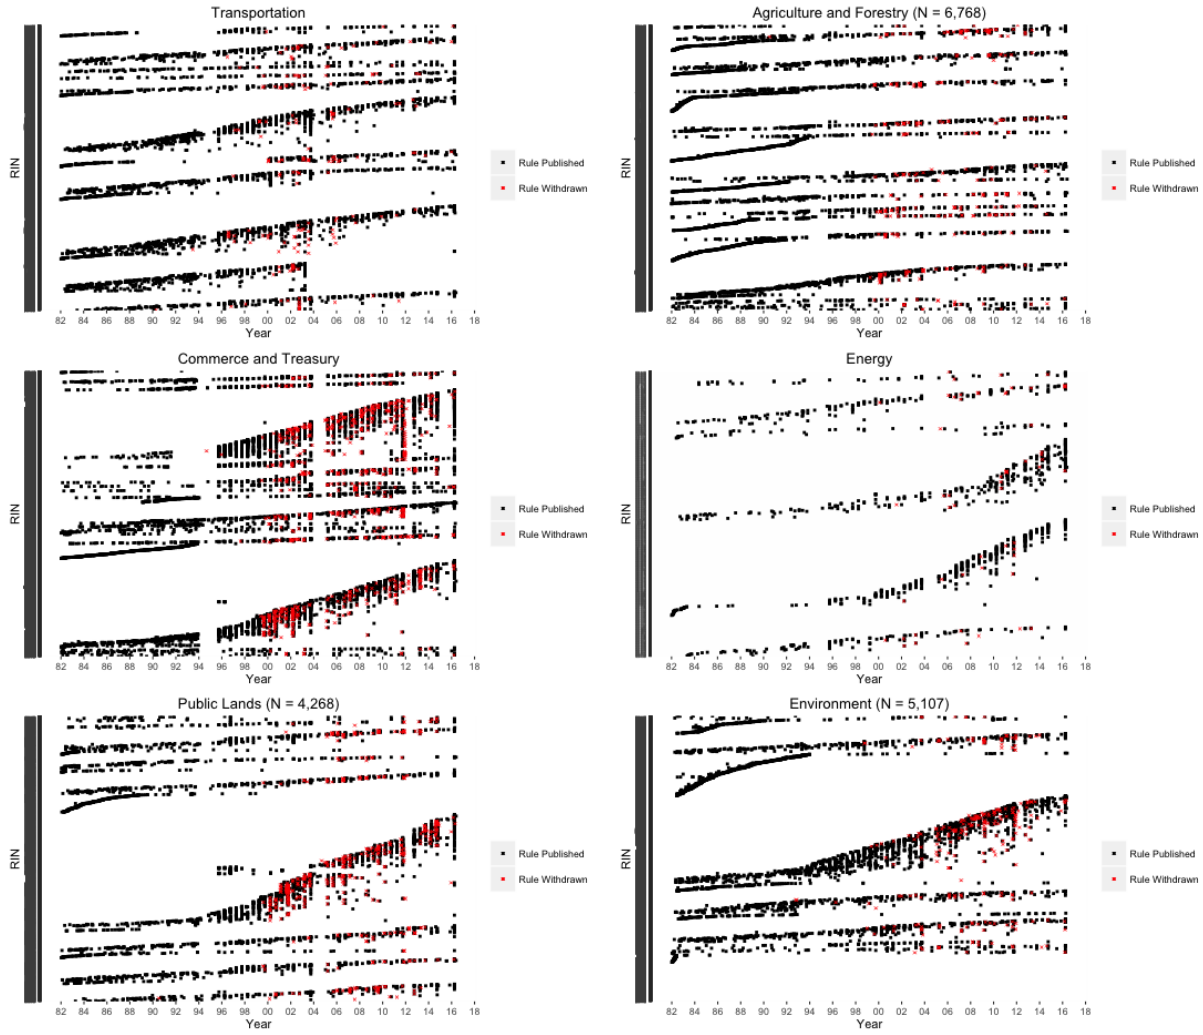 Transportation
RIN
82 84 86 88 90 92 94 96 98 00 02 04 06 08 10 12 14 16 18
Year
Rule Published
Rule Withdrawn
Agriculture and Forestry (N = 6,768)
RIN
82 84 86 88 90 92 94 96 98 00 02 04 06 08 10 12 14 16 18
Year
Rule Published
Rule Withdrawn
Commerce and Treasury
RIN
82 84 86 88 90 92 94 96 98 00 02 04 06 08 10 12 14 16 18
Year
Rule Published
Rule Withdrawn
Energy
RIN
82 84 86 88 90 92 94 96 98 00 02 04 06 08 10 12 14 16 18
Year
Rule Published
Rule Withdrawn
Public Lands (N = 4,268)
RIN
82 84 86 88 90 92 94 96 98 00 02 04 06 08 10 12 14 16 18
Year
Rule Published
Rule Withdrawn
Environment (N = 5,107)
RIN
82 84 86 88 90 92 94 96 98 00 02 04 06 08 10 12 14 16 18
Year
Rule Published
Rule Withdrawn